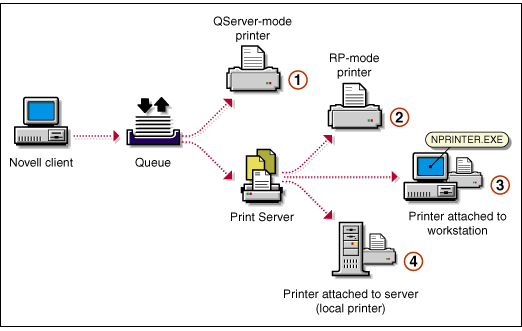 QServer-mode
printer
1
RP-mode
printer
2
NPRINTER.EXE
Novell client
Queue
Print Server
3
Printer attached to
workstation
4
Printer attached to server
(local printer)